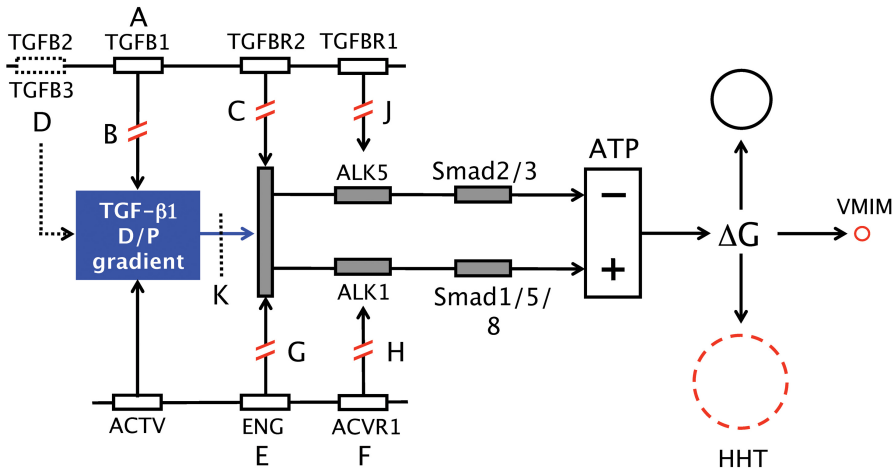 A
TGFB2 TGFB1 TGFBR2 TGFBR1
TGFB3
D B C J
ATP
ALK5 Smad2/3
−
VMIM
TGF-β1
D/P
gradient
ΔG
+
K ALK1 Smad1/5/
8
G H
ACTV ENG ACVR1
E F
HHT